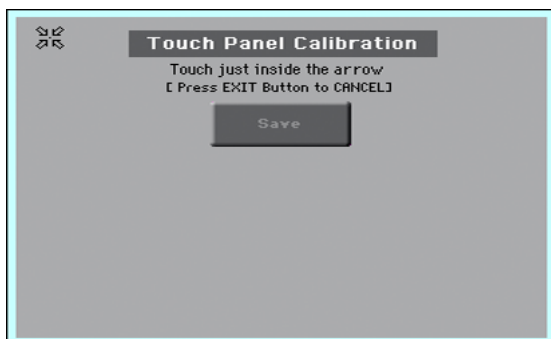 Touch Panel Calibration
Touch just inside the arrow
[ Press EXIT Button to CANCEL]
Save